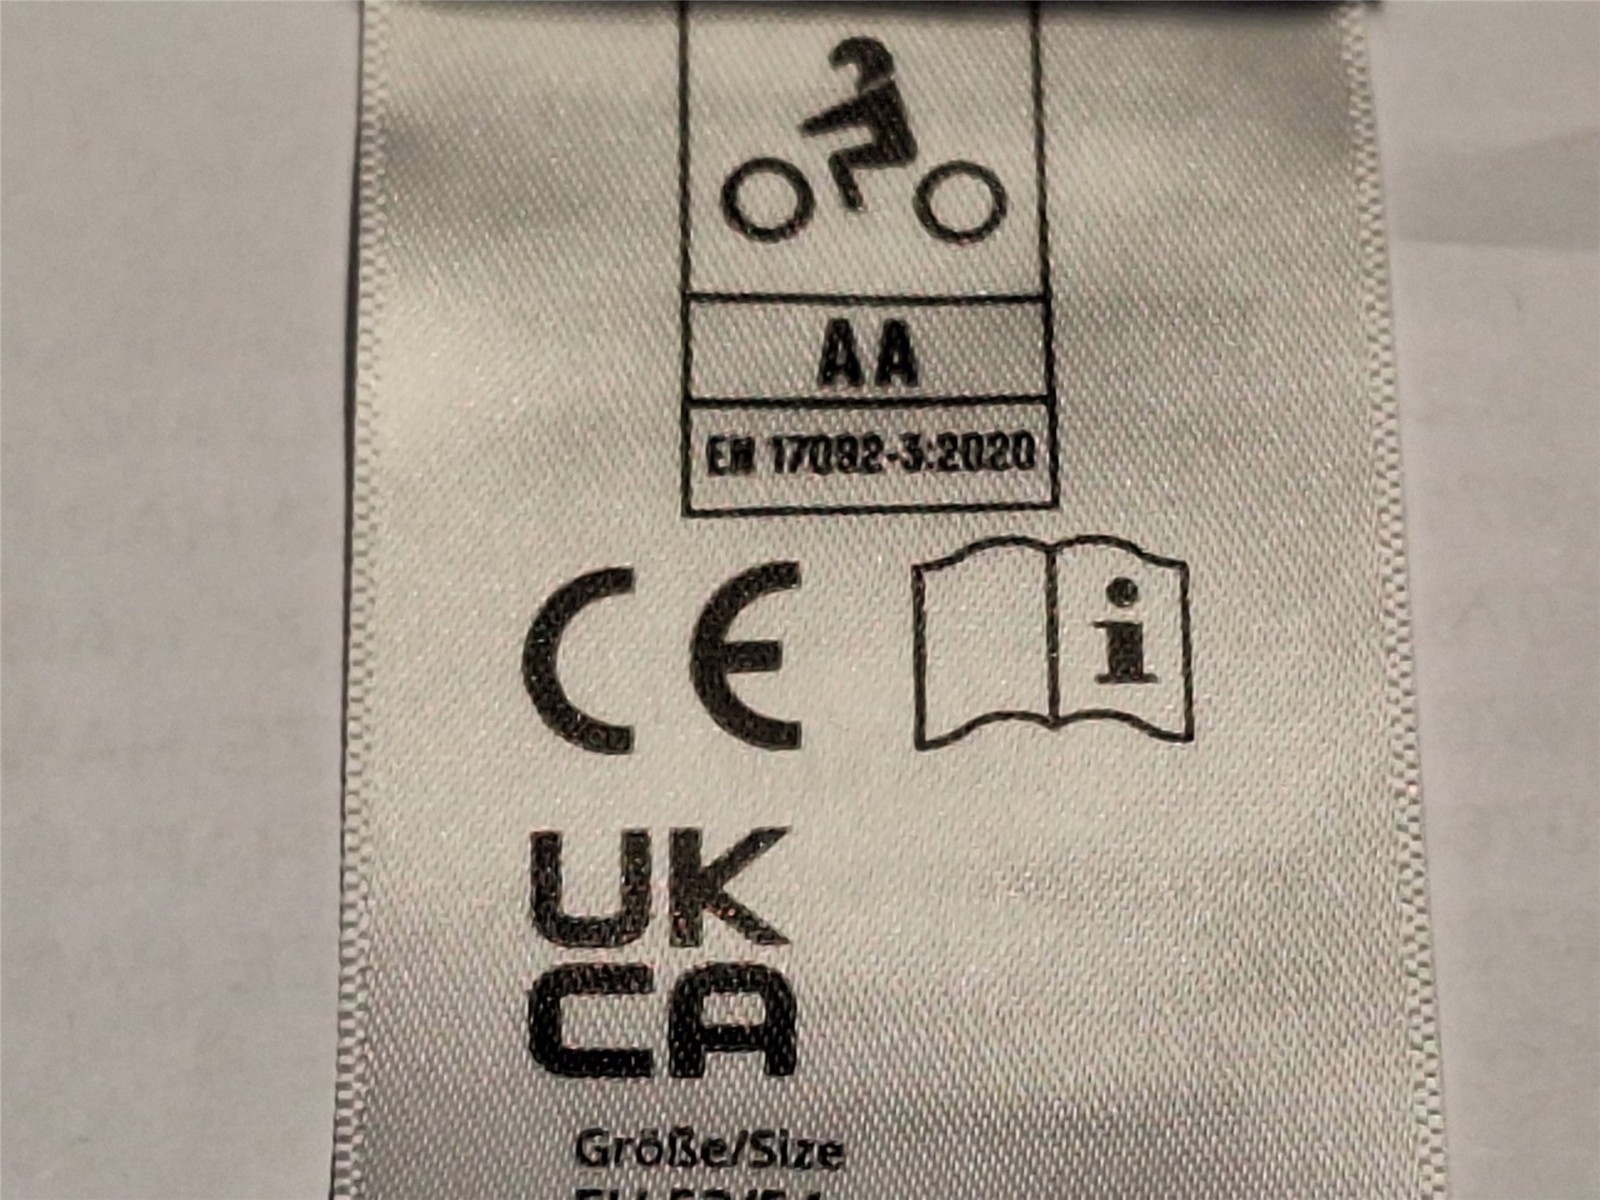 AA
EN 17092-3:2020
CE
i
UK
CA
Größe/Size